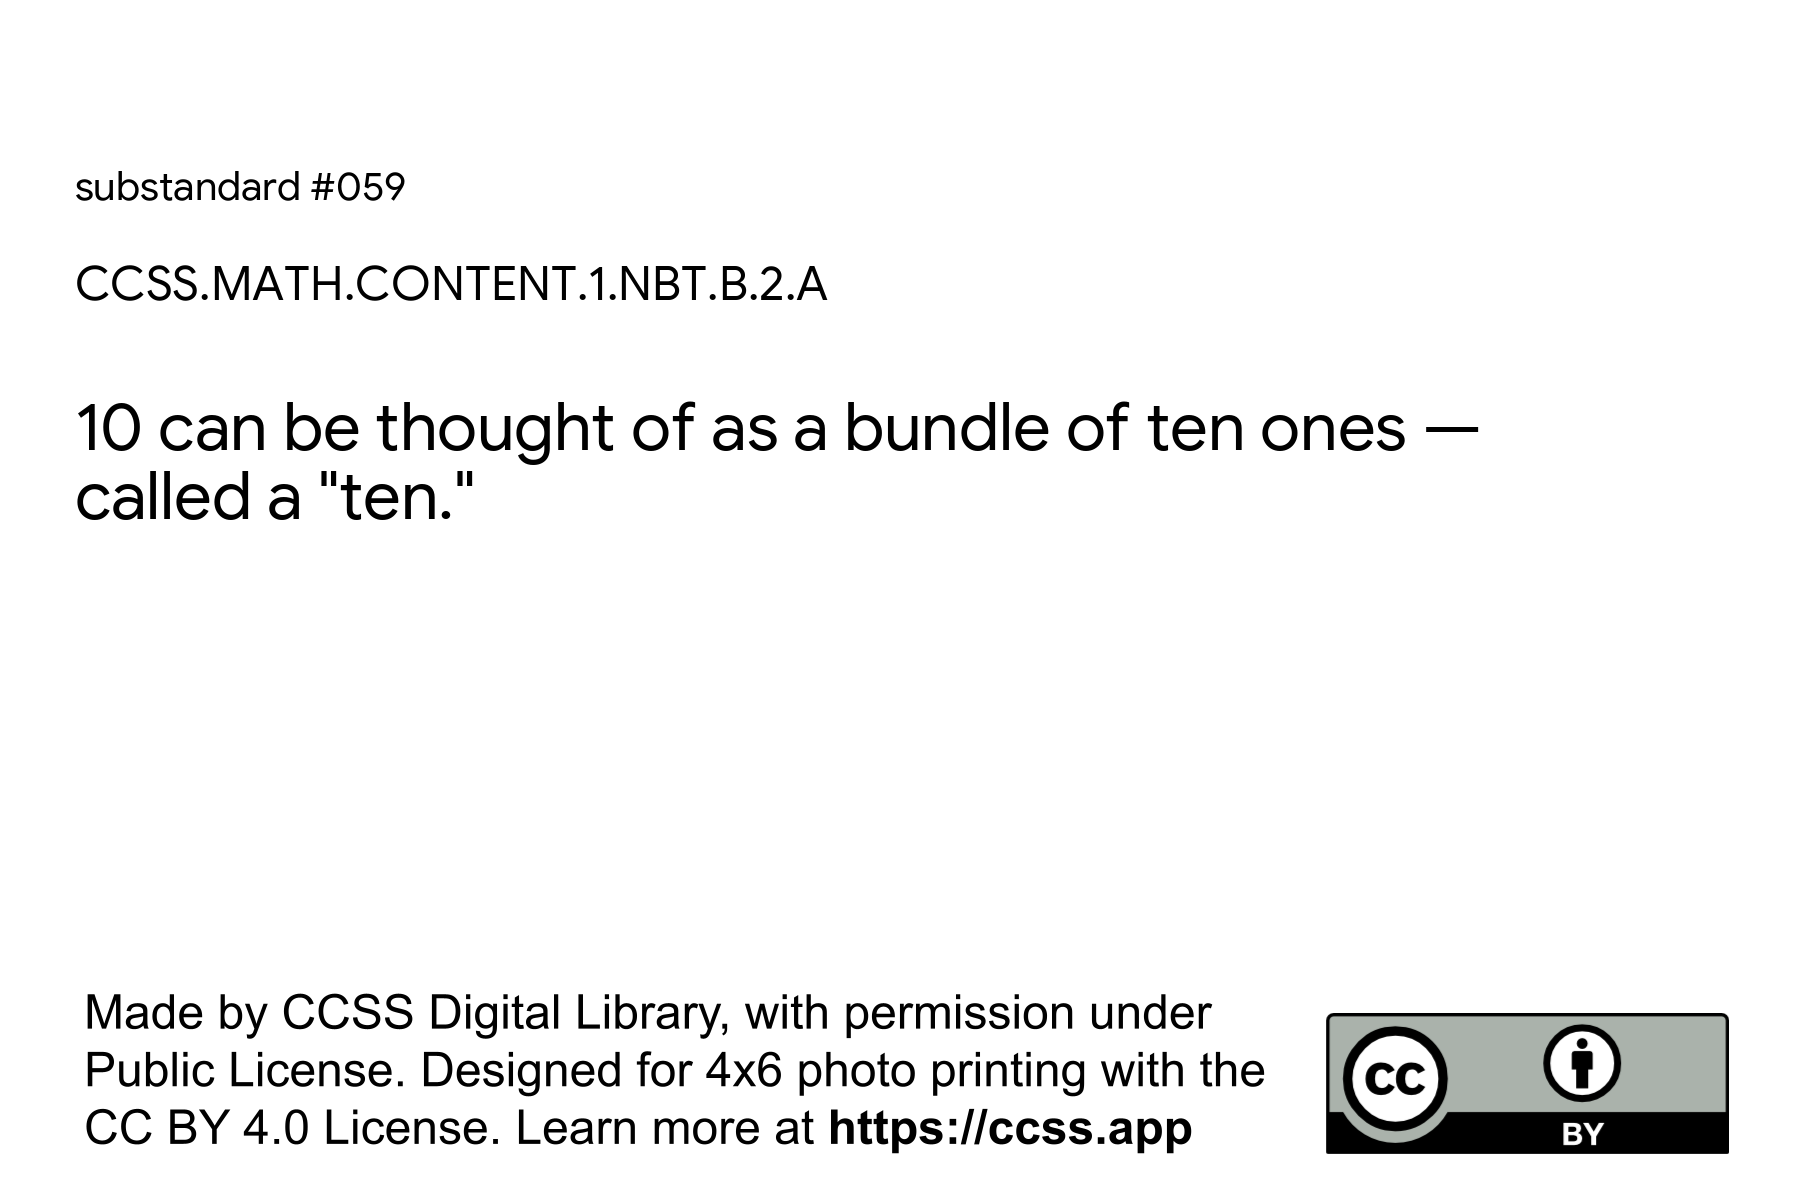 substandard #059
CCSS.MATH.CONTENT.1.NBT.B.2.A
10 can be thought of as a bundle of ten ones —
called a "ten."
Made by CCSS Digital Library, with permission under
Public License. Designed for 4x6 photo printing with the
CC BY 4.0 License. Learn more at https://ccss.app
CC
BY